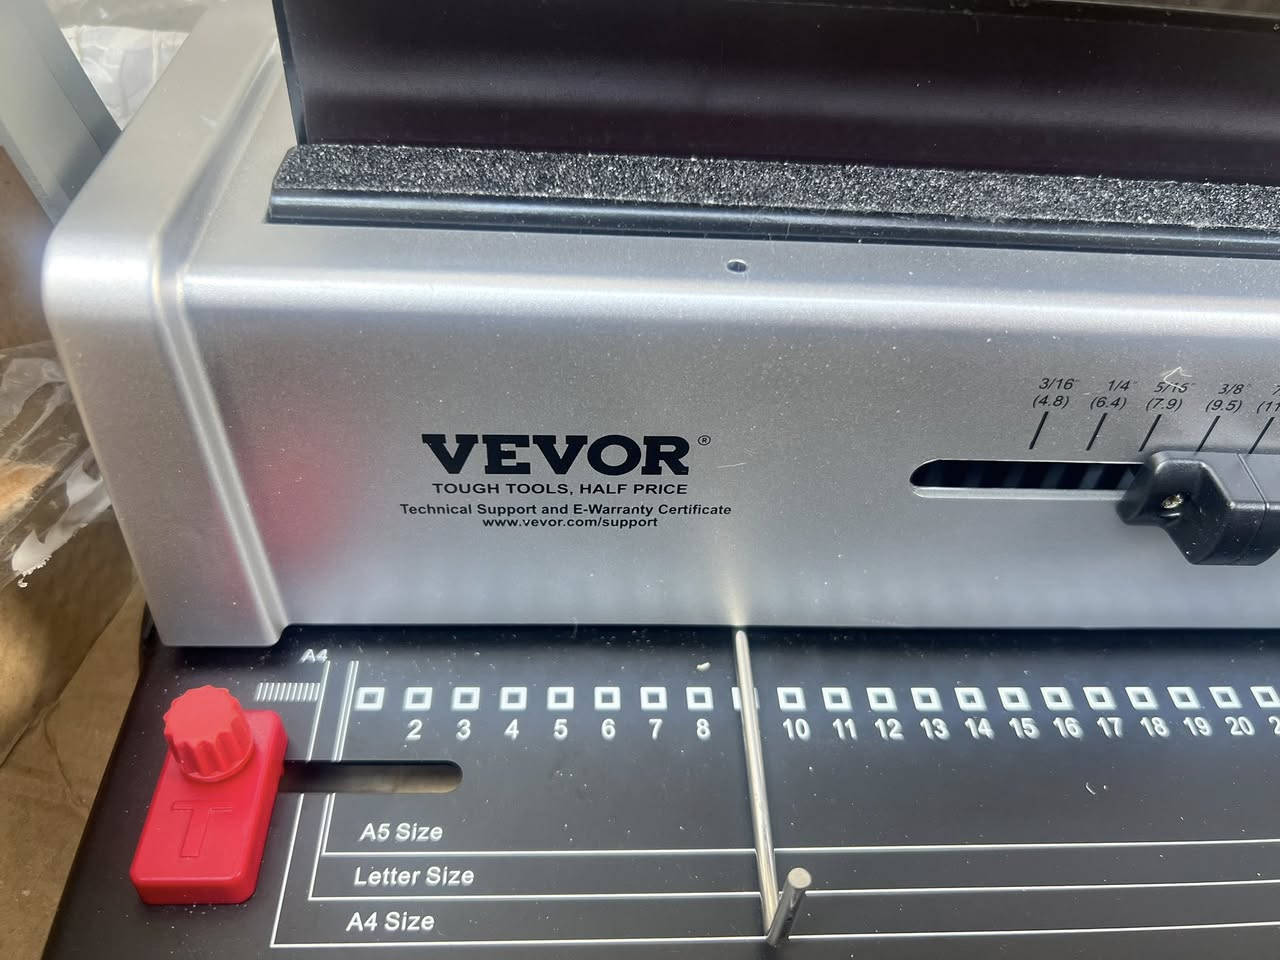 3/16" 1/4" 5/16" 3/8"
(4.8) (6.4) (7.9) (9.5)
VEVOR®
TOUGH TOOLS, HALF PRICE
Technical Support and E-Warranty Certificate
www.vevor.com/support
A4
2 3 4 5 6 7 8 10 11 12 13 14 15 16 17 18 19 20
T
A5 Size
Letter Size
A4 Size